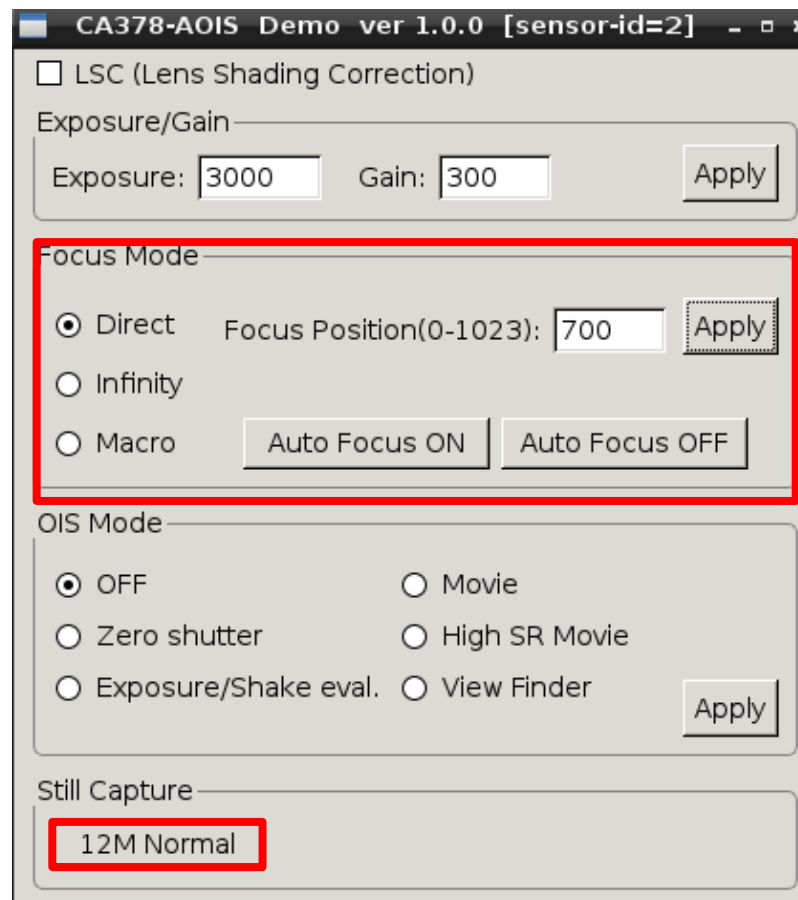 CA378-AOIS Demo ver 1.0.0 [sensor-id=2]
LSC (Lens Shading Correction)
Exposure/Gain
Exposure: 3000 Gain: 300 Apply
Focus Mode
Direct Focus Position(0-1023): 700 Apply
Infinity
Macro Auto Focus ON Auto Focus OFF
OIS Mode
OFF Movie
Zero shutter High SR Movie
Exposure/Shake eval. View Finder
Apply
Still Capture
12M Normal